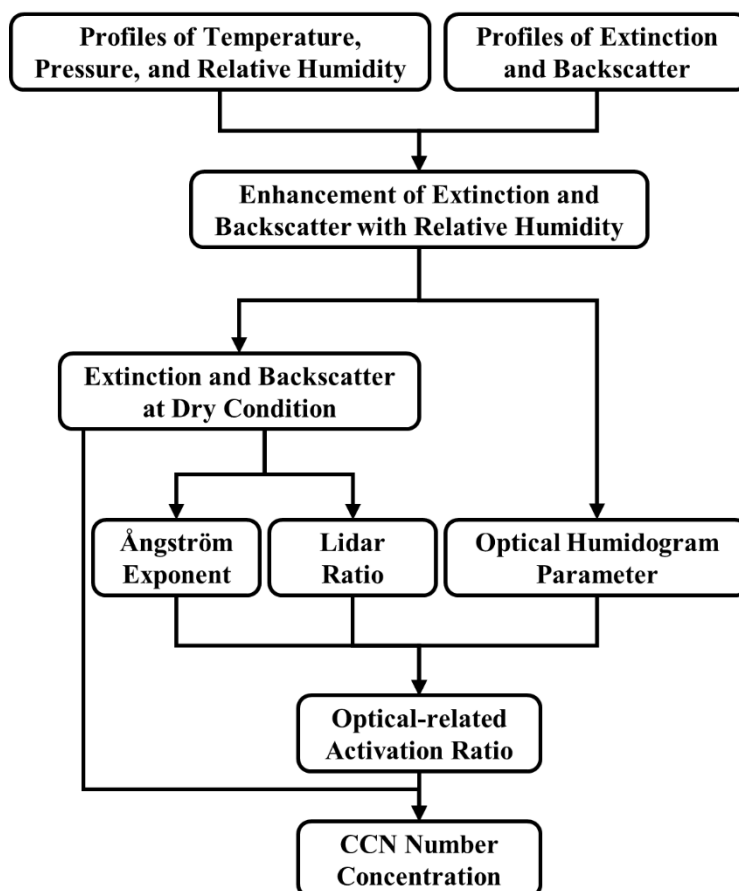 Profiles of Temperature,
Pressure, and Relative Humidity
Profiles of Extinction
and Backscatter
Enhancement of Extinction and
Backscatter with Relative Humidity
Extinction and Backscatter
at Dry Condition
Ångström
Exponent
Lidar
Ratio
Optical Humidogram
Parameter
Optical-related
Activation Ratio
CCN Number
Concentration